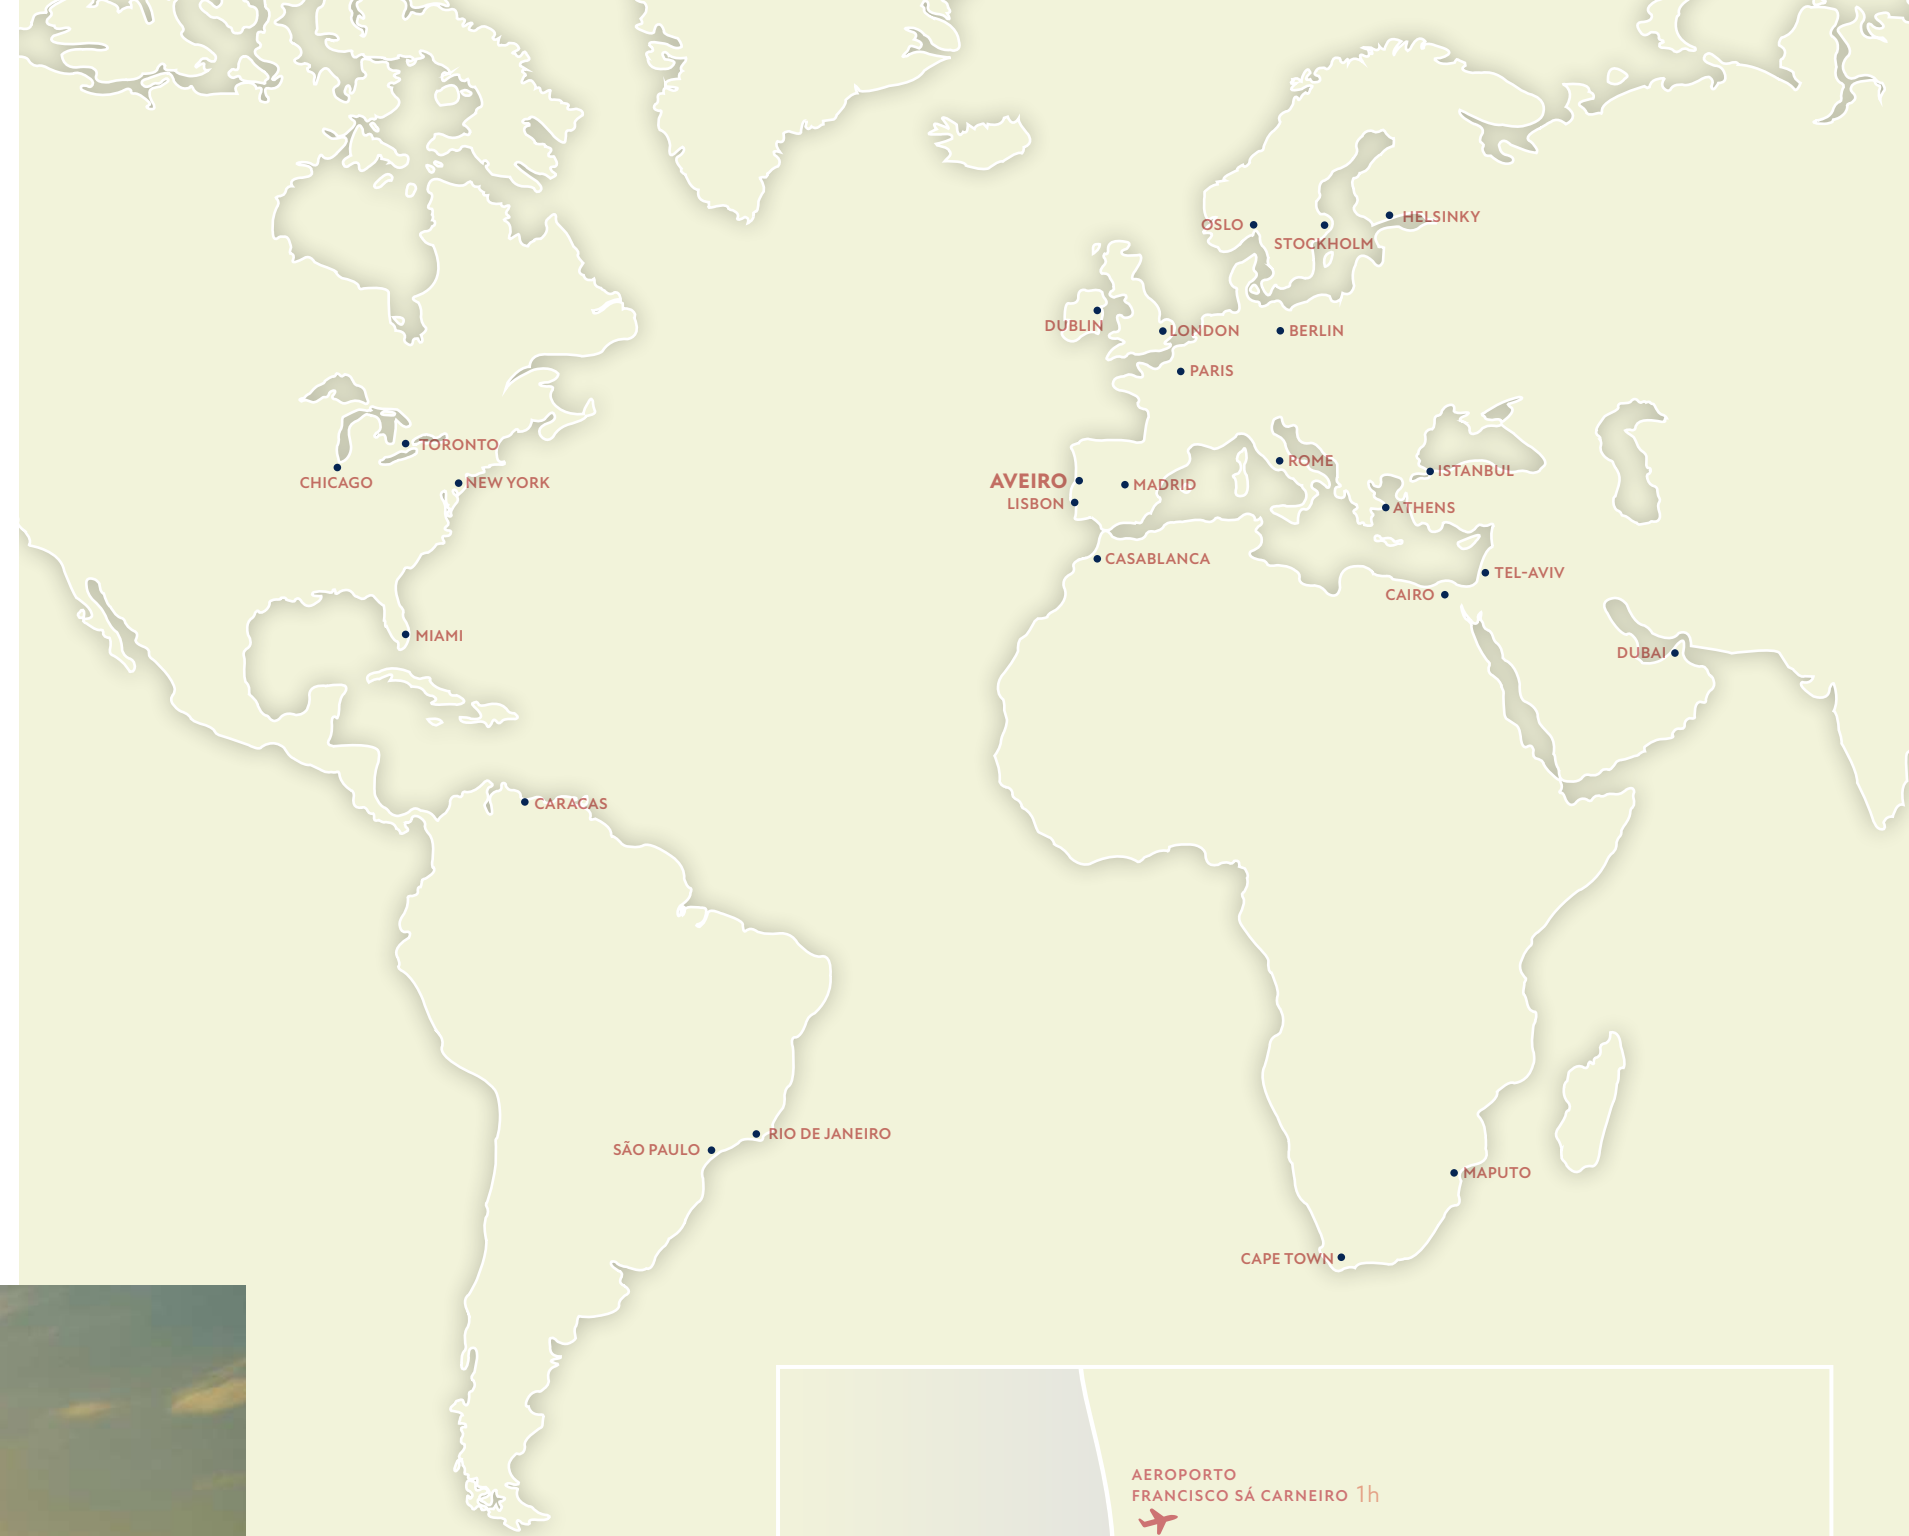 OSLO
HELSINKY
STOCKHOLM
DUBLIN
LONDON
BERLIN
PARIS
TORONTO
CHICAGO
NEW YORK
AVEIRO
MADRID
LISBON
ROME
ISTANBUL
ATHENS
CASABLANCA
TEL-AVIV
CAIRO
MIAMI
DUBAI
CARACAS
RIO DE JANEIRO
SÃO PAULO
MAPUTO
CAPE TOWN
AEROPORTO
FRANCISCO SÁ CARNEIRO 1h